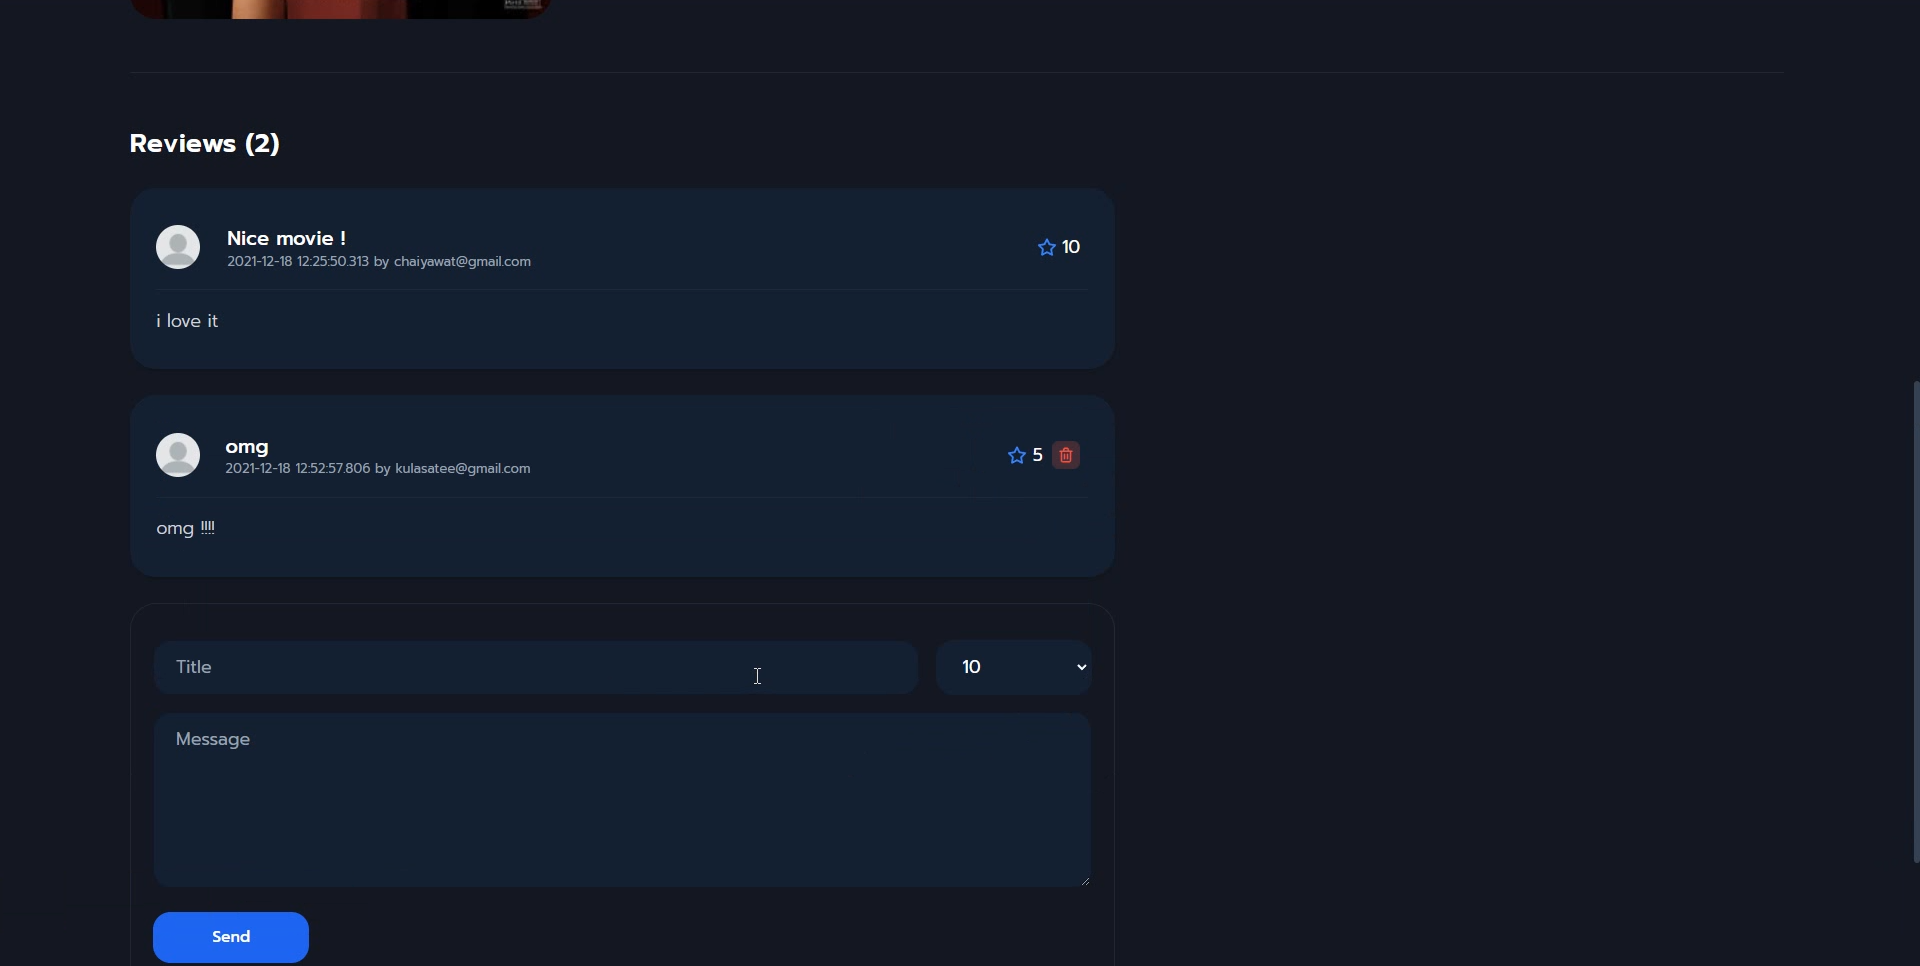 Reviews (2)
Nice movie !
2021-12-18 12:25:50.313 by chaiyawat@gmail.com
10
i love it
omg
2021-12-18 12:52:57.806 by kulasatee@gmail.com
5
omg !!!!
Title
10
Message
Send